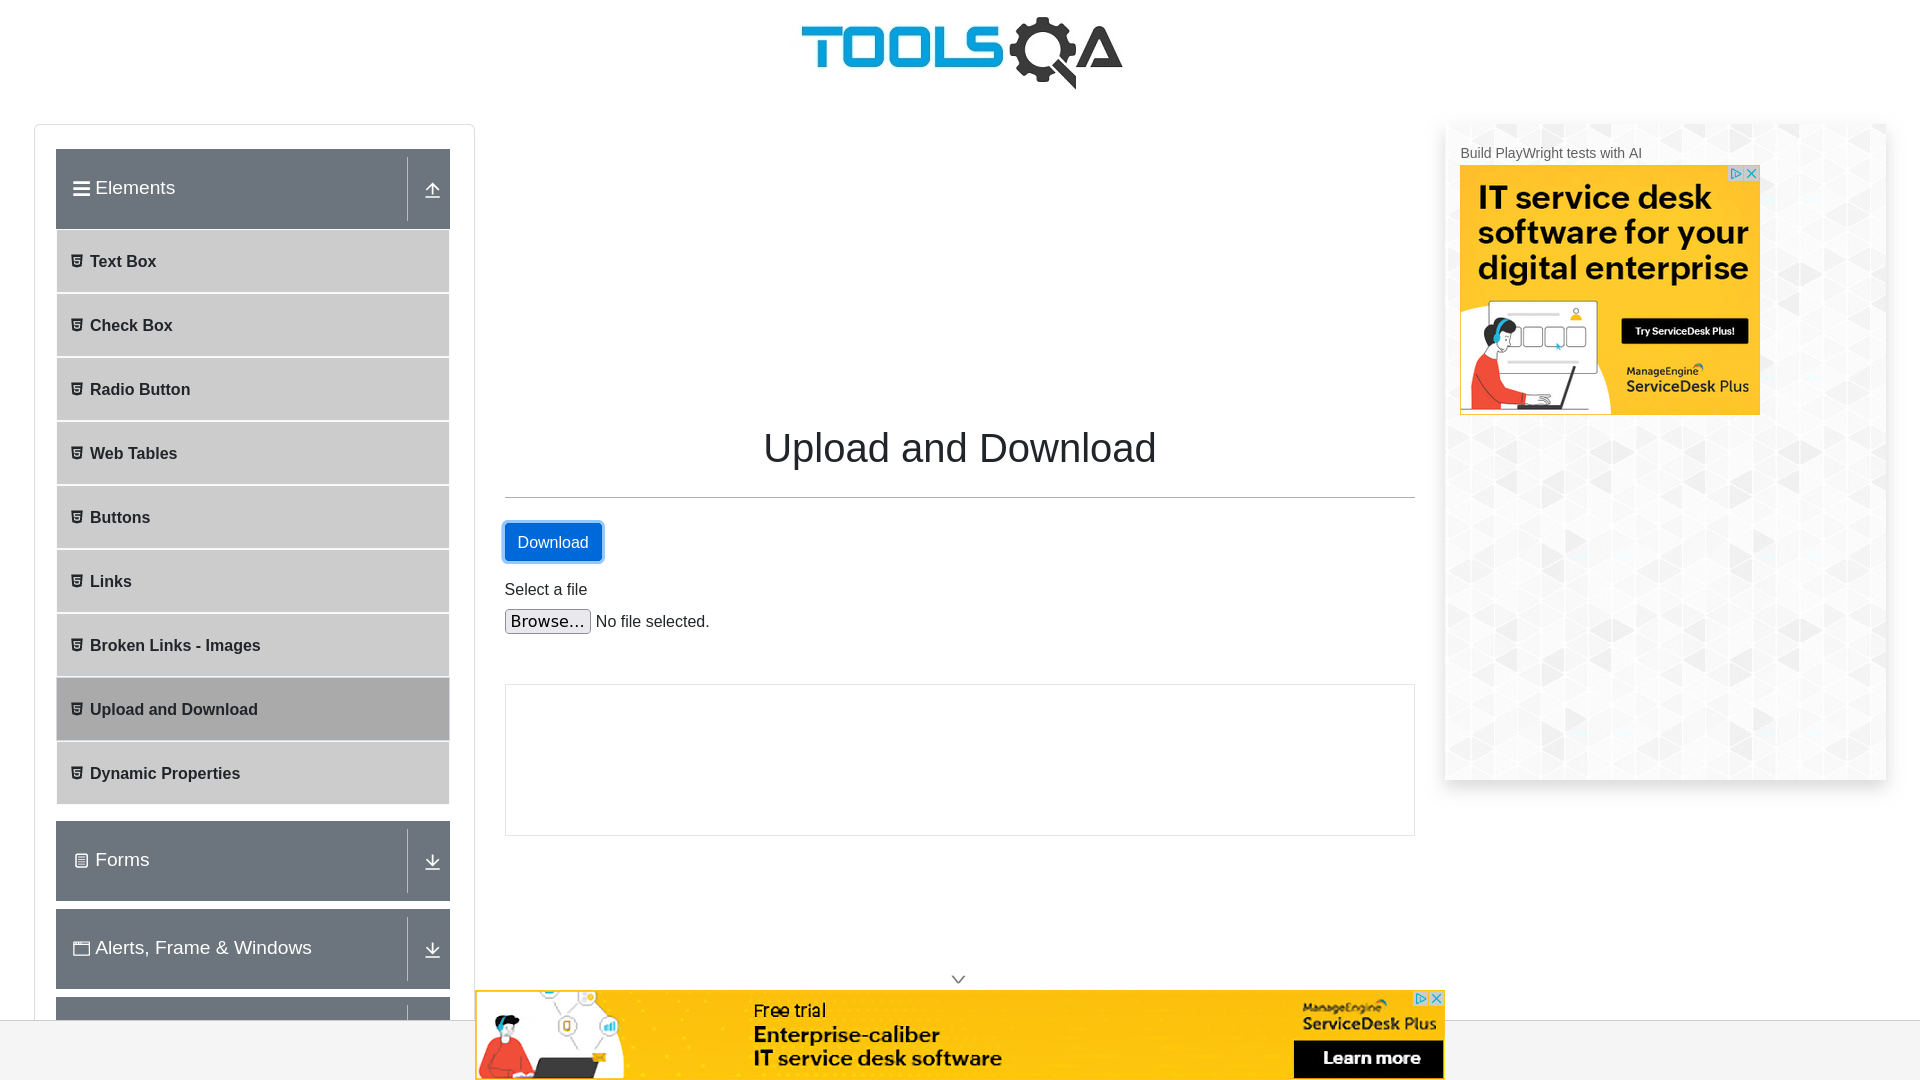 TOOLSQA
Elements
Text Box
Check Box
Radio Button
Web Tables
Buttons
Links
Broken Links - Images
Upload and Download
Dynamic Properties
Forms
Alerts, Frame & Windows
Upload and Download
Download
Select a file
Browse... No file selected.
Build PlayWright tests with AI
IT service desk
software for your
digital enterprise
Try ServiceDesk Plus!
ManageEngine
ServiceDesk Plus
Free trial
Enterprise-caliber
IT service desk software
ManageEngine
ServiceDesk Plus
Learn more